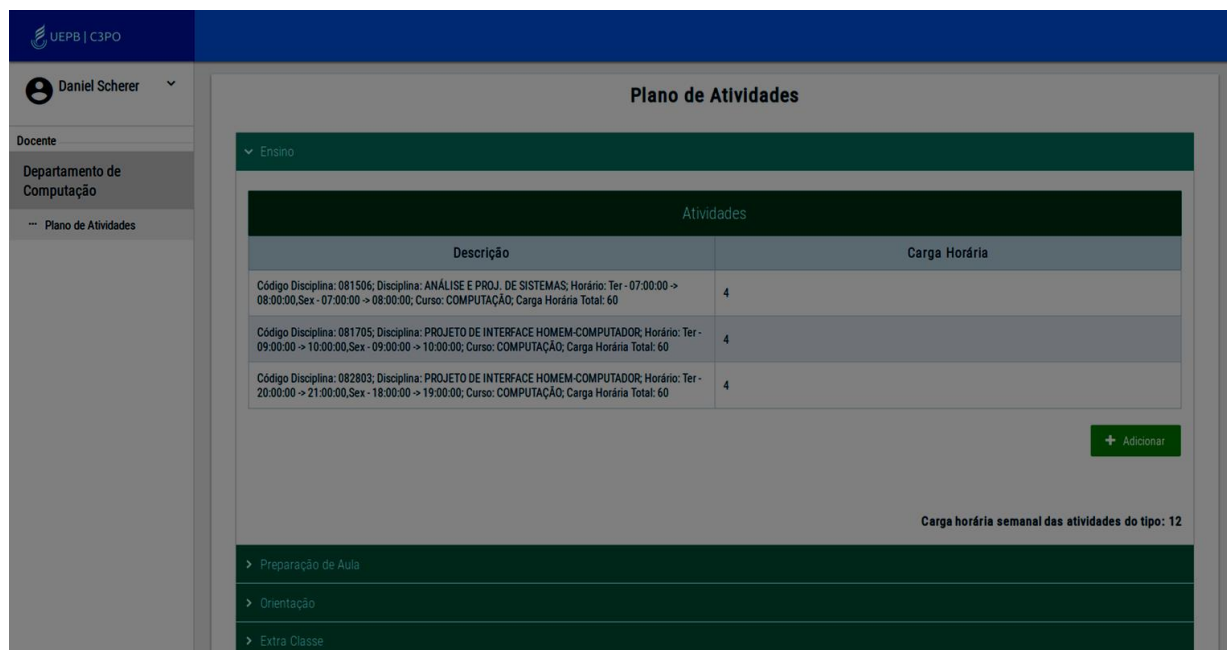 UEPB | C3PO
Daniel Scherer
Docente
Departamento de
Computação
Plano de Atividades
Plano de Atividades
Ensino
Atividades
Descrição
Carga Horária
Código Disciplina: 081506; Disciplina: ANÁLISE E PROJ. DE SISTEMAS; Horário: Ter - 07:00:00 ->
08:00:00,Sex - 07:00:00 -> 08:00:00; Curso: COMPUTAÇÃO; Carga Horária Total: 60
4
Código Disciplina: 081705; Disciplina: PROJETO DE INTERFACE HOMEM-COMPUTADOR; Horário: Ter -
09:00:00 -> 10:00:00,Sex - 09:00:00 -> 10:00:00; Curso: COMPUTAÇÃO; Carga Horária Total: 60
4
Código Disciplina: 082803; Disciplina: PROJETO DE INTERFACE HOMEM-COMPUTADOR; Horário: Ter -
20:00:00 -> 21:00:00,Sex - 18:00:00 -> 19:00:00; Curso: COMPUTAÇÃO; Carga Horária Total: 60
4
+ Adicionar
Carga horária semanal das atividades do tipo: 12
Preparação de Aula
Orientação
Extra Classe